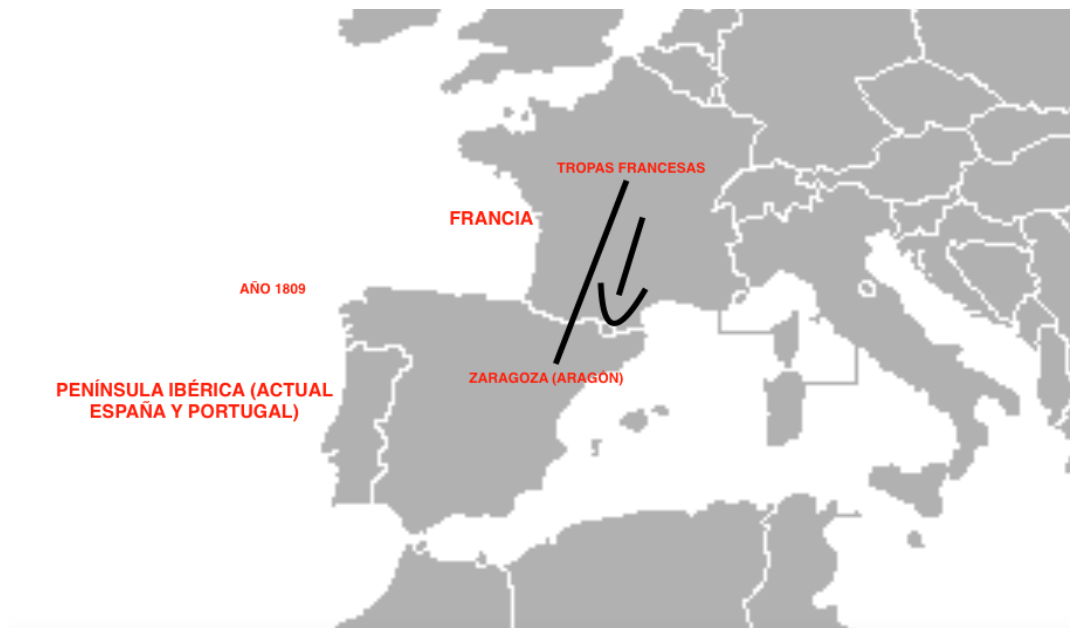 TROPAS FRANCESAS
FRANCIA
AÑO 1809
ZARAGOZA (ARAGÓN)
PENÍNSULA IBÉRICA (ACTUAL
ESPAÑA Y PORTUGAL)